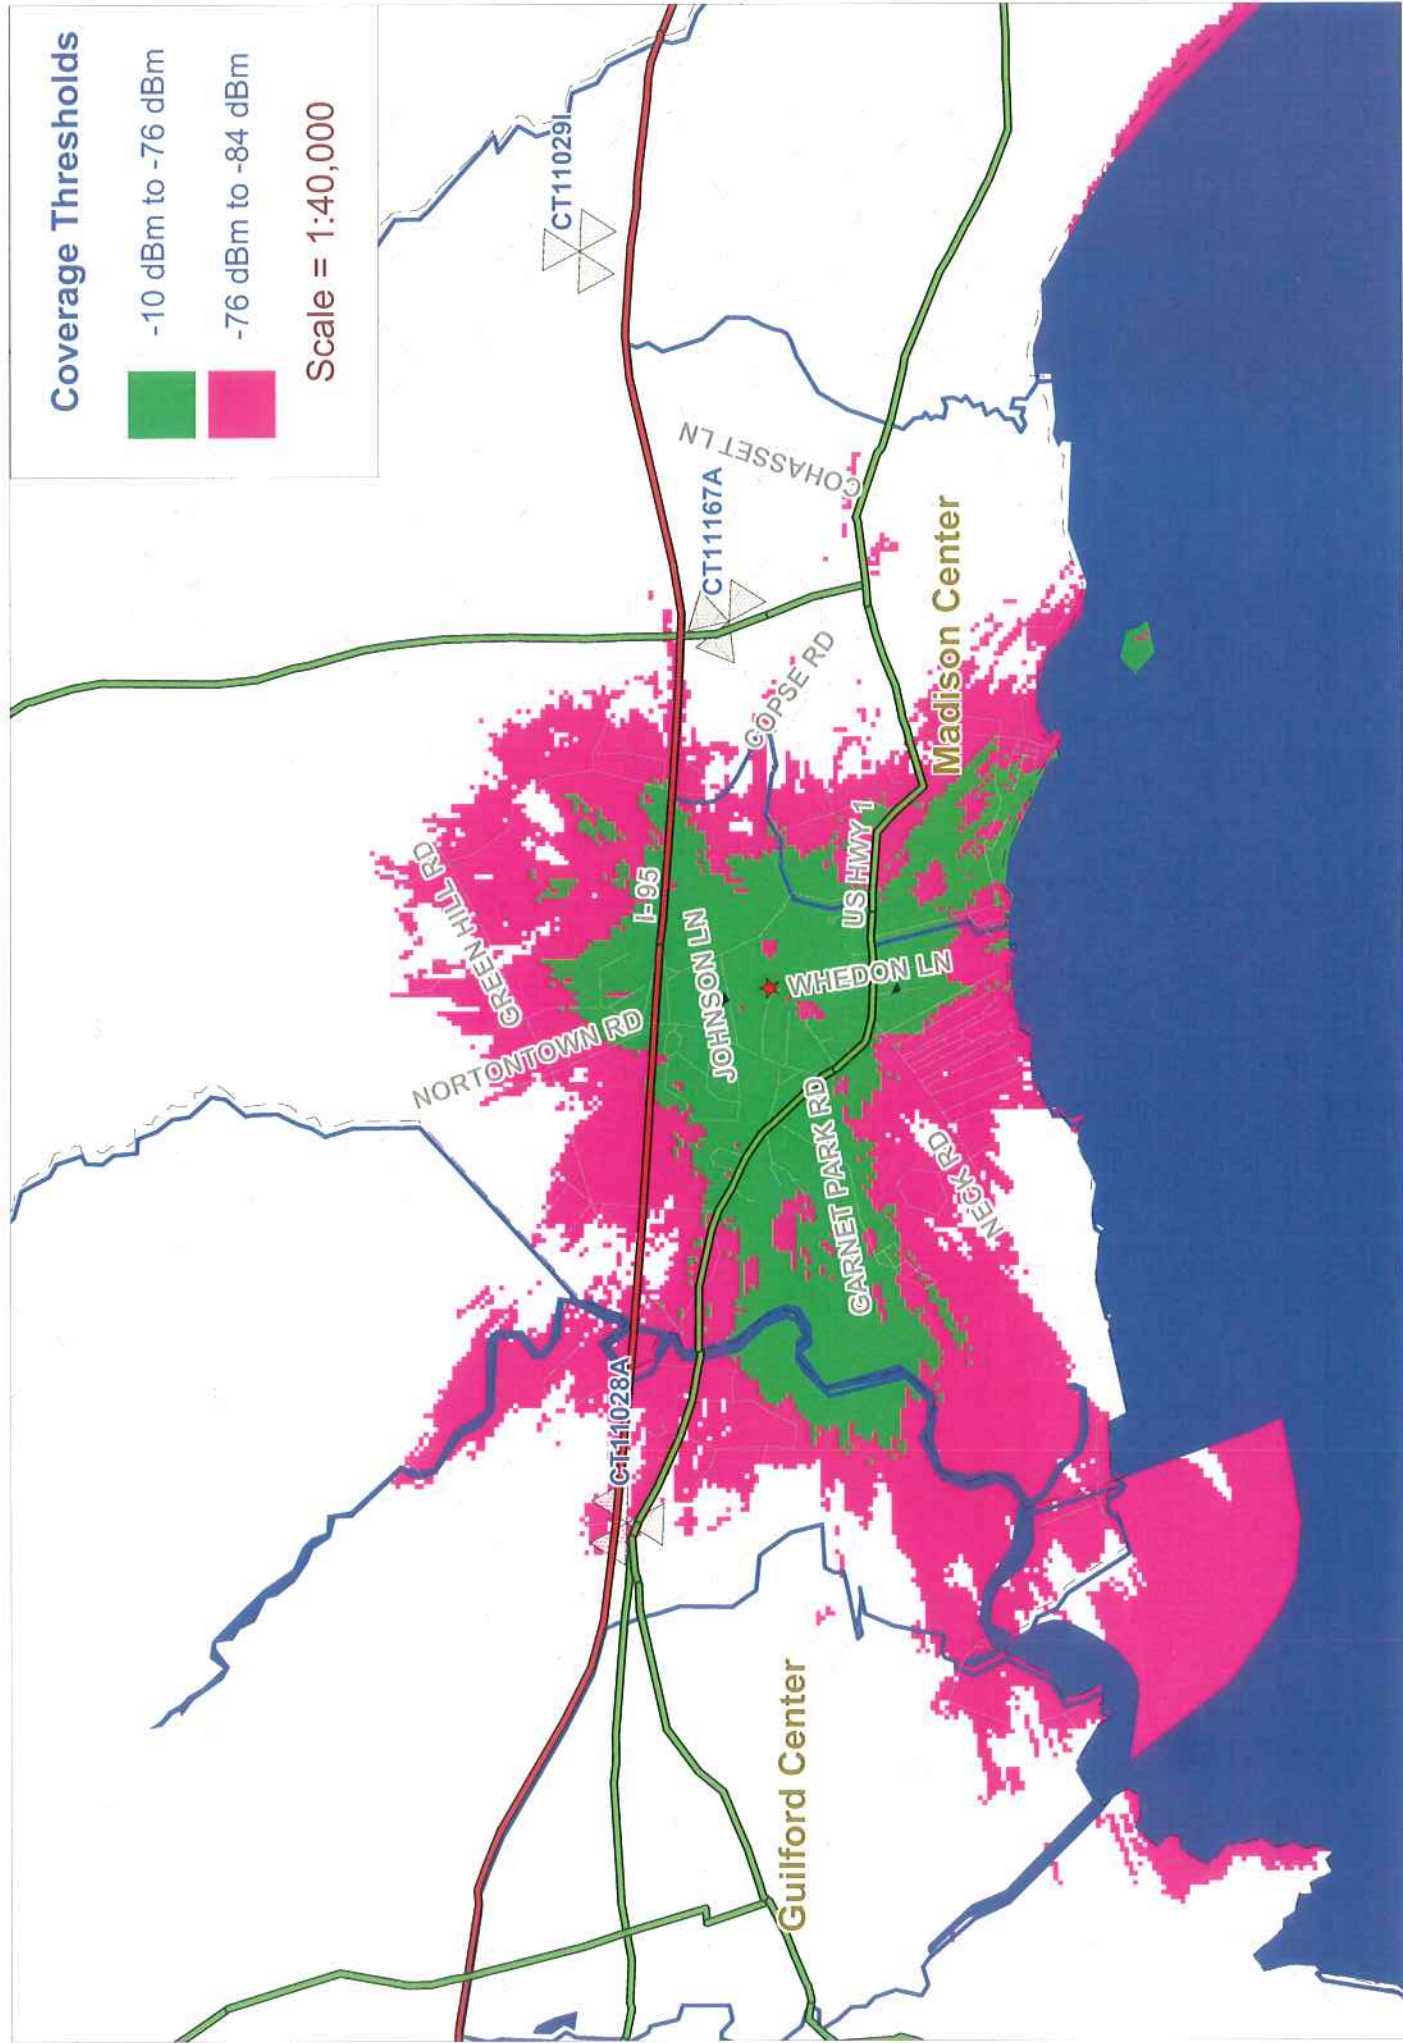 Coverage Thresholds
-10 dBm to -76 dBm
-76 dBm to -84 dBm
Scale = 1:40,000
CT11029I
COHASSET LN
CT11167A
COPSE RD
Madison Center
GREEN HILL RD
I-95
US HWY 1
JOHNSON LN
WHEDON LN
NORTONTOWN RD
GARNET PARK RD
NECK RD
CT11028A
Guilford Center